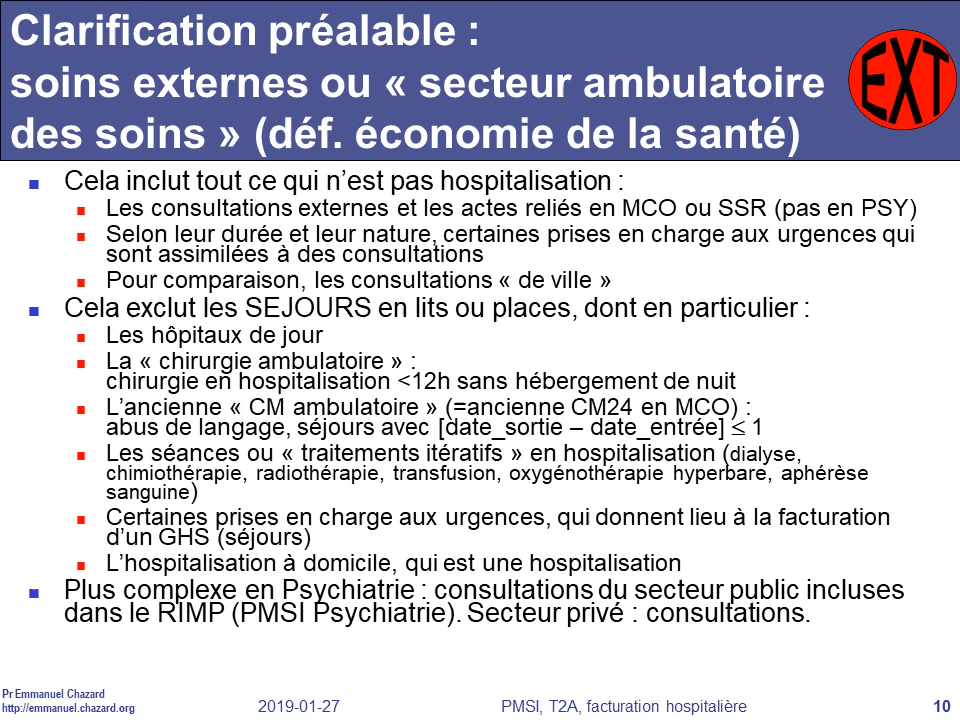 Clarification préalable :
soins externes ou « secteur ambulatoire
des soins » (déf. économie de la santé)
EXT
Cela inclut tout ce qui n’est pas hospitalisation :
Les consultations externes et les actes reliés en MCO ou SSR (pas en PSY)
Selon leur durée et leur nature, certaines prises en charge aux urgences qui
sont assimilées à des consultations
Pour comparaison, les consultations « de ville »
Cela exclut les SEJOURS en lits ou places, dont en particulier :
Les hôpitaux de jour
La « chirurgie ambulatoire » :
chirurgie en hospitalisation <12h sans hébergement de nuit
L’ancienne « CM ambulatoire » (=ancienne CM24 en MCO) :
abus de langage, séjours avec [date_sortie – date_entrée] ≤ 1
Les séances ou « traitements itératifs » en hospitalisation (dialyse,
chimiothérapie, radiothérapie, transfusion, oxygénothérapie hyperbare, aphérèse
sanguine)
Certaines prises en charge aux urgences, qui donnent lieu à la facturation
d’un GHS (séjours)
L’hospitalisation à domicile, qui est une hospitalisation
Plus complexe en Psychiatrie : consultations du secteur public incluses
dans le RIMP (PMSI Psychiatrie). Secteur privé : consultations.
Pr Emmanuel Chazard
http://emmanuel.chazard.org
2019-01-27
PMSI, T2A, facturation hospitalière
10